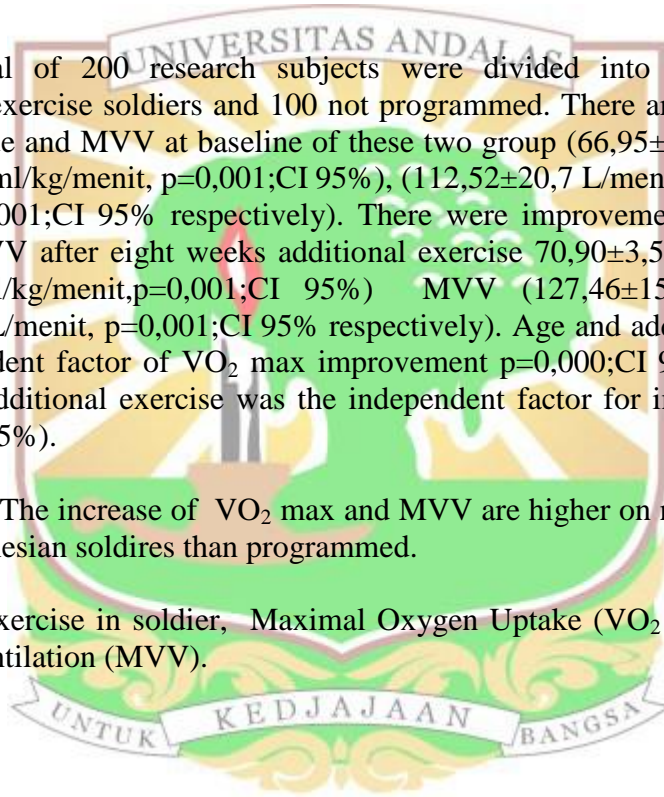 UNIVERSITAS ANDALAS
al of 200 research subjects were divided into
exercise soldiers and 100 not programmed. There ar
e and MVV at baseline of these two group (66,95±
ml/kg/menit, p=0,001;CI 95%), (112,52±20,7 L/men
001;CI 95% respectively). There were improveme
VV after eight weeks additional exercise 70,90±3,5
l/kg/menit,p=0,001;CI 95%) MVV (127,46±15
L/menit, p=0,001;CI 95% respectively). Age and add
dent factor of VO₂ max improvement p=0,000;CI 9
dditional exercise was the independent factor for i
5%).
The increase of VO₂ max and MVV are higher on
esian soldires than programmed.
xercise in soldier, Maximal Oxygen Uptake (VO₂
ntilation (MVV).
UNTUK KEDJAJAAN BANGSA